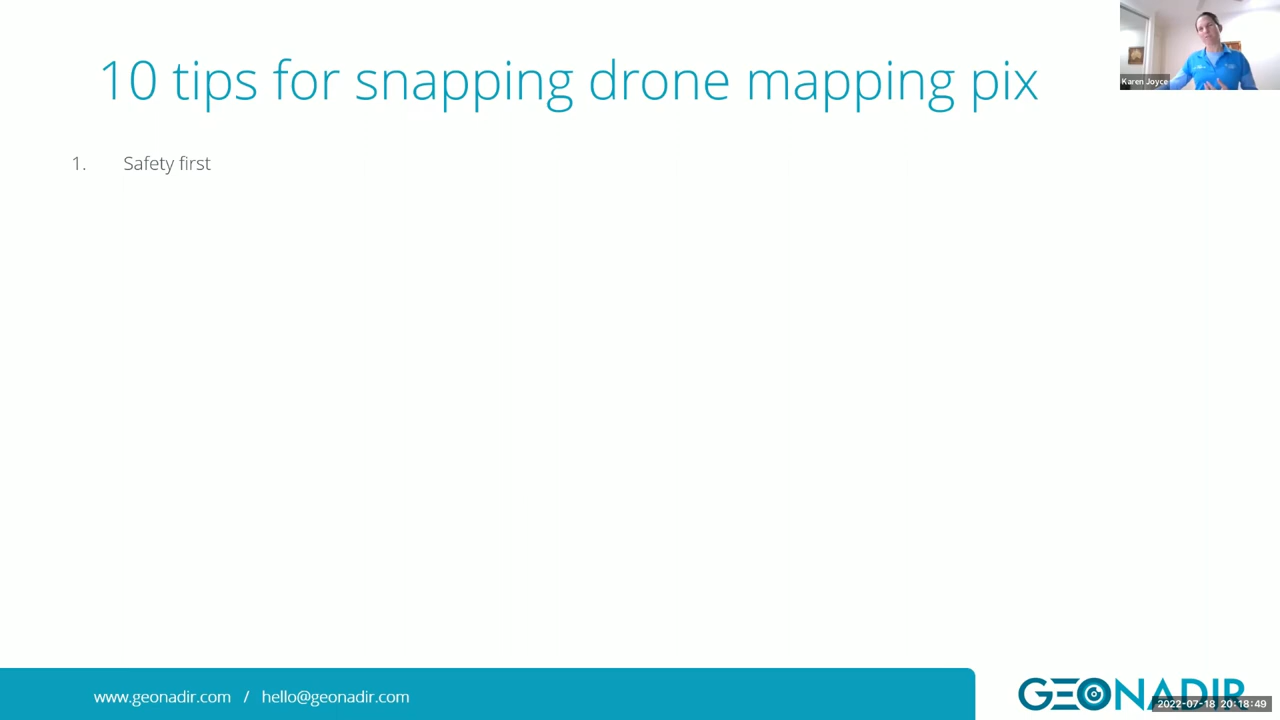 10 tips for snapping drone mapping pix
Karen Joyce
1. Safety first
www.geonadir.com / hello@geonadir.com
GEONADIR
2022-07-18 20:18:49